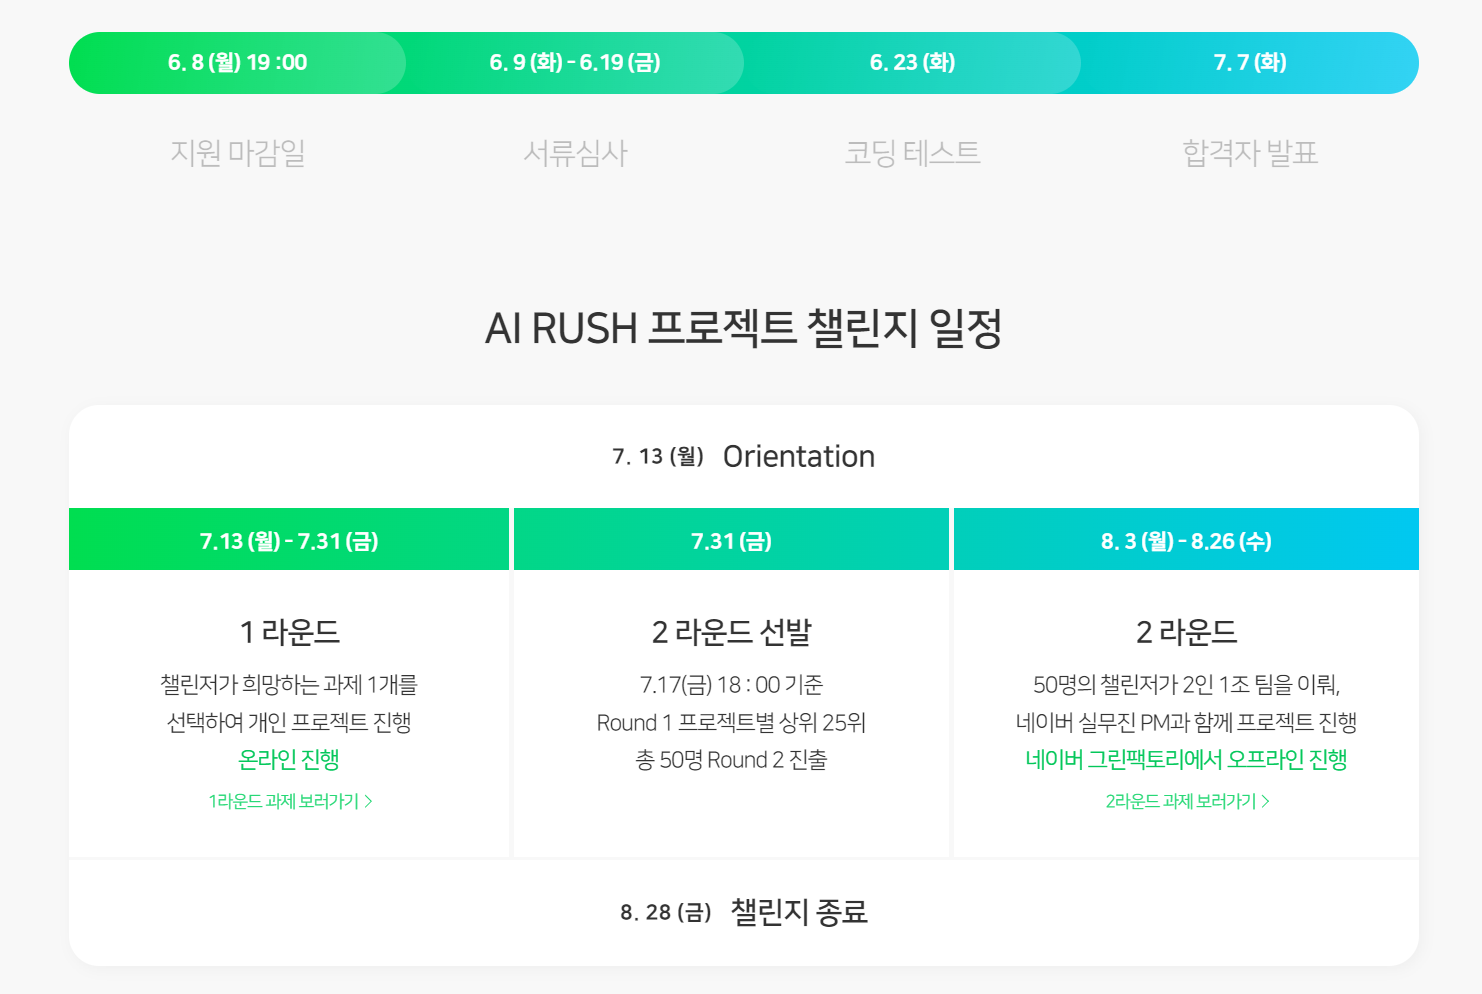 6. 8 (월) 19 :00
6. 9 (화) - 6.19 (금)
6. 23 (화)
7. 7 (화)
지원 마감일
서류심사
코딩 테스트
합격자 발표
AI RUSH 프로젝트 챌린지 일정
7. 13 (월) Orientation
7.13 (월) - 7.31 (금)
7.31 (금)
8. 3 (월) - 8.26 (수)
1 라운드
챌린저가 희망하는 과제 1개를
선택하여 개인 프로젝트 진행
온라인 진행
1라운드 과제 보러가기 >
2 라운드 선발
7.17(금) 18 : 00 기준
Round 1 프로젝트별 상위 25위
총 50명 Round 2 진출
2 라운드
50명의 챌린저가 2인 1조 팀을 이뤄,
네이버 실무진 PM과 함께 프로젝트 진행
네이버 그린팩토리에서 오프라인 진행
2라운드 과제 보러가기 >
8. 28 (금) 챌린지 종료